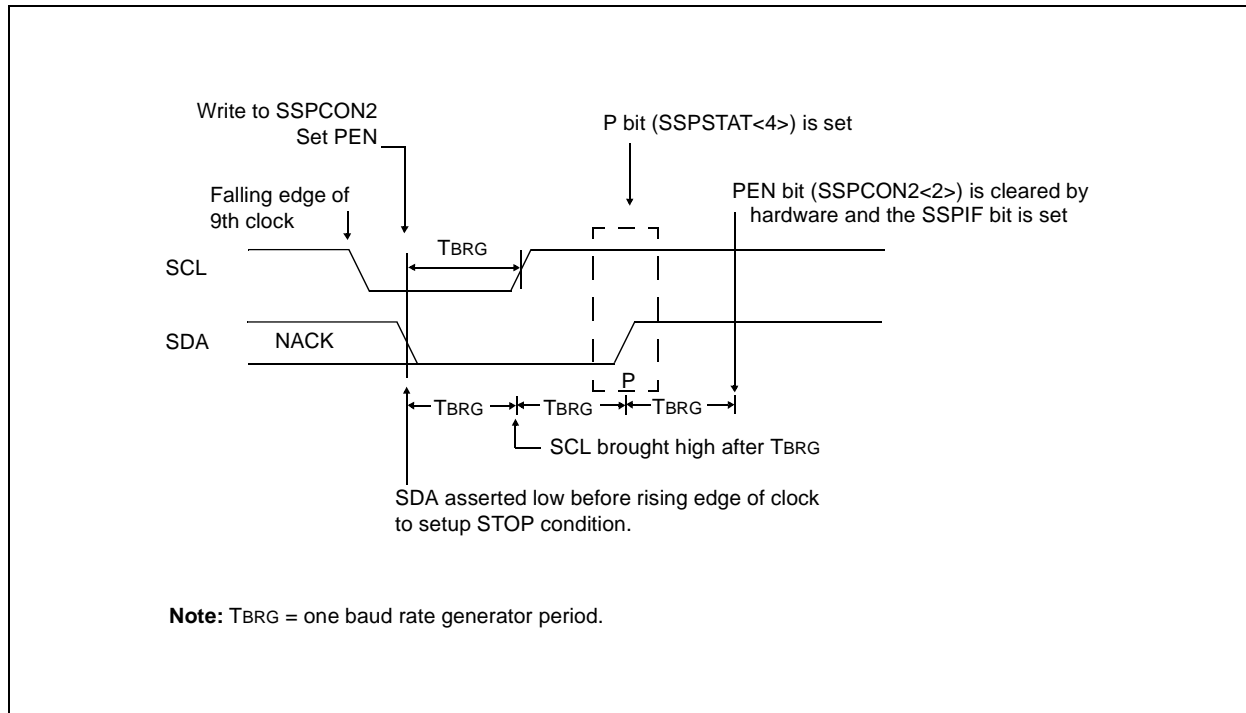 Write to SSPCON2
Set PEN
P bit (SSPSTAT<4>) is set
Falling edge of
9th clock
PEN bit (SSPCON2<2>) is cleared by
hardware and the SSPIF bit is set
TBRG
SCL
SDA
NACK
P
TBRG TBRG TBRG
SCL brought high after TBRG
SDA asserted low before rising edge of clock
to setup STOP condition.
Note: TBRG = one baud rate generator period.